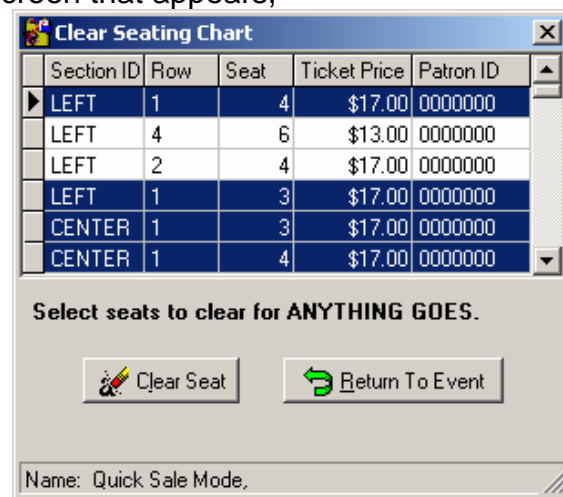 creen that appears,
Clear Seating Chart
Section ID Row Seat Ticket Price Patron ID
LEFT 1 4 $17.00 0000000
LEFT 4 6 $13.00 0000000
LEFT 2 4 $17.00 0000000
LEFT 1 3 $17.00 0000000
CENTER 1 3 $17.00 0000000
CENTER 1 4 $17.00 0000000
Select seats to clear for ANYTHING GOES.
Clear Seat Return To Event
Name: Quick Sale Mode,